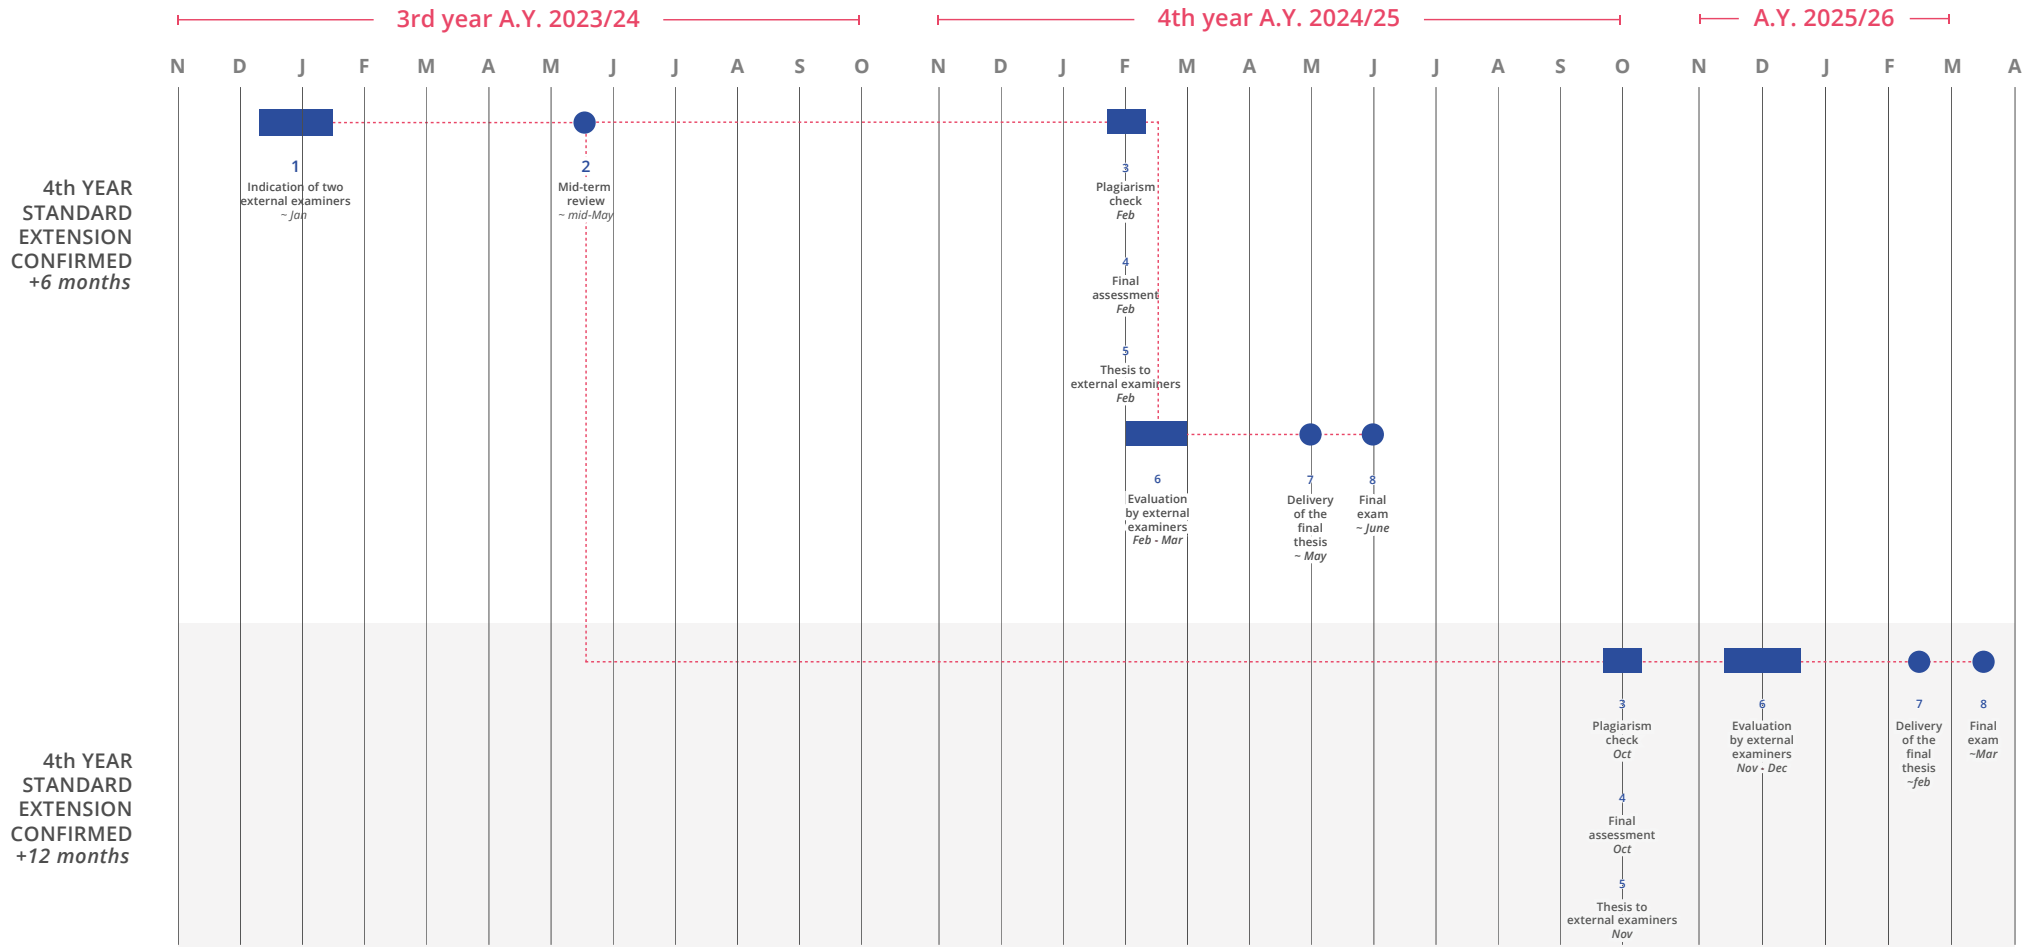 3rd year A.Y. 2023/24
4th year A.Y. 2024/25
A.Y. 2025/26
N D J F M A M J J A S O N D J F M A M J J A S O N D J F M A
4th YEAR
STANDARD
EXTENSION
CONFIRMED
+6 months
1
Indication of two
external examiners
~ Jan
2
Mid-term
review
~ mid-May
3
Plagiarism
check
Feb
4
Final
assessment
Feb
5
Thesis to
external examiners
Feb
6
Evaluation
by external
examiners
Feb - Mar
7
Delivery
of the
final
thesis
~ May
8
Final
exam
~ June
4th YEAR
STANDARD
EXTENSION
CONFIRMED
+12 months
3
Plagiarism
check
Oct
4
Final
assessment
Oct
5
Thesis to
external examiners
Nov
6
Evaluation
by external
examiners
Nov - Dec
7
Delivery
of the
final
thesis
~feb
8
Final
exam
~Mar